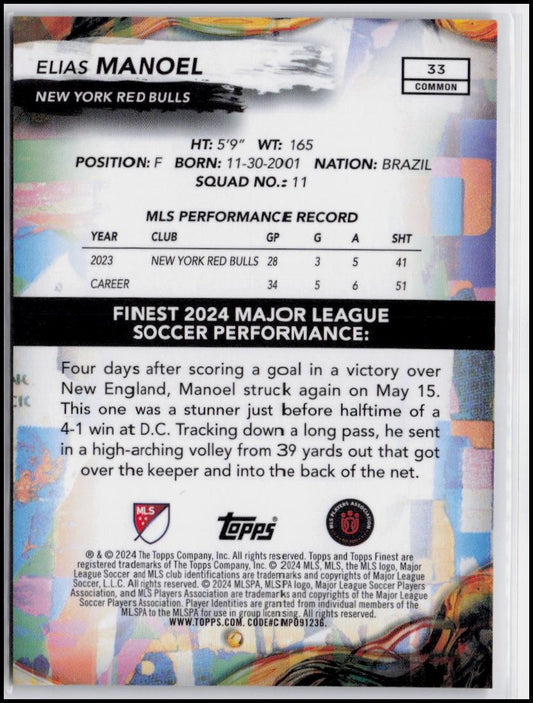 ELIAS MANOEL
NEW YORK RED BULLS
33
COMMON
HT: 5'9" WT: 165
POSITION: F BORN: 11-30-2001 NATION: BRAZIL
SQUAD NO.: 11
MLS PERFORMANCE RECORD
YEAR CLUB GP G A SHT
2023 NEW YORK RED BULLS 28 3 5 41
CAREER 34 5 6 51
FINEST 2024 MAJOR LEAGUE
SOCCER PERFORMANCE:
Four days after scoring a goal in a victory over
New England, Manoel struck again on May 15.
This one was a stunner just before halftime of a
4-1 win at D.C. Tracking down a long pass, he sent
in a high-arching volley from 39 yards out that got
over the keeper and into the back of the net.
MLS
Topps
MLS PLAYERS ASSOCIATION
® & © 2024 The Topps Company, Inc. All rights reserved. Topps and Topps Finest are
registered trademarks of The Topps Company, Inc. © 2024 MLS, MLS, the MLS logo, Major
League Soccer and MLS club identifications are trademarks and copyrights of Major League
Soccer, L.L.C. All rights reserved. © 2024 MLSPA, MLSPA logo, Major League Soccer Players
Association, and MLS Players Association are trademarks and copyrights of the Major League
Soccer Players Association. Player Identities are granted from individual members of the
MLSPA to the MLSPA for use in group licensing. All rights reserved.
WWW.TOPPS.COM. CODE#CMP091236.